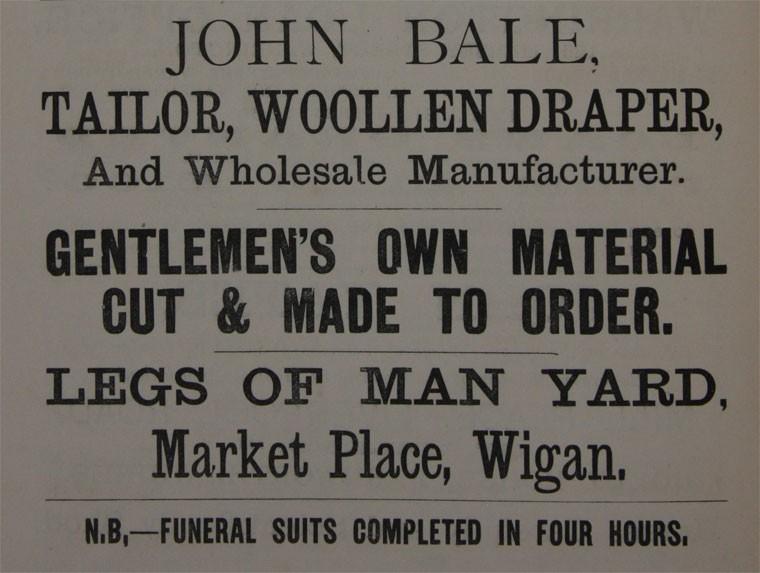 JOHN BALE,
TAILOR, WOOLLEN DRAPER,
And Wholesale Manufacturer.
GENTLEMEN'S OWN MATERIAL
CUT & MADE TO ORDER.
LEGS OF MAN YARD,
Market Place, Wigan.
N.B,—FUNERAL SUITS COMPLETED IN FOUR HOURS.